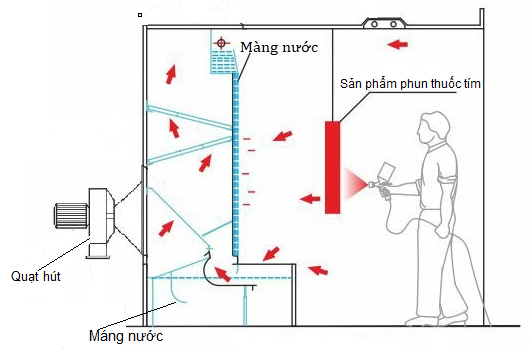 Màng nước
Sản phẩm phun thuốc tím
Quạt hút
Máng nước